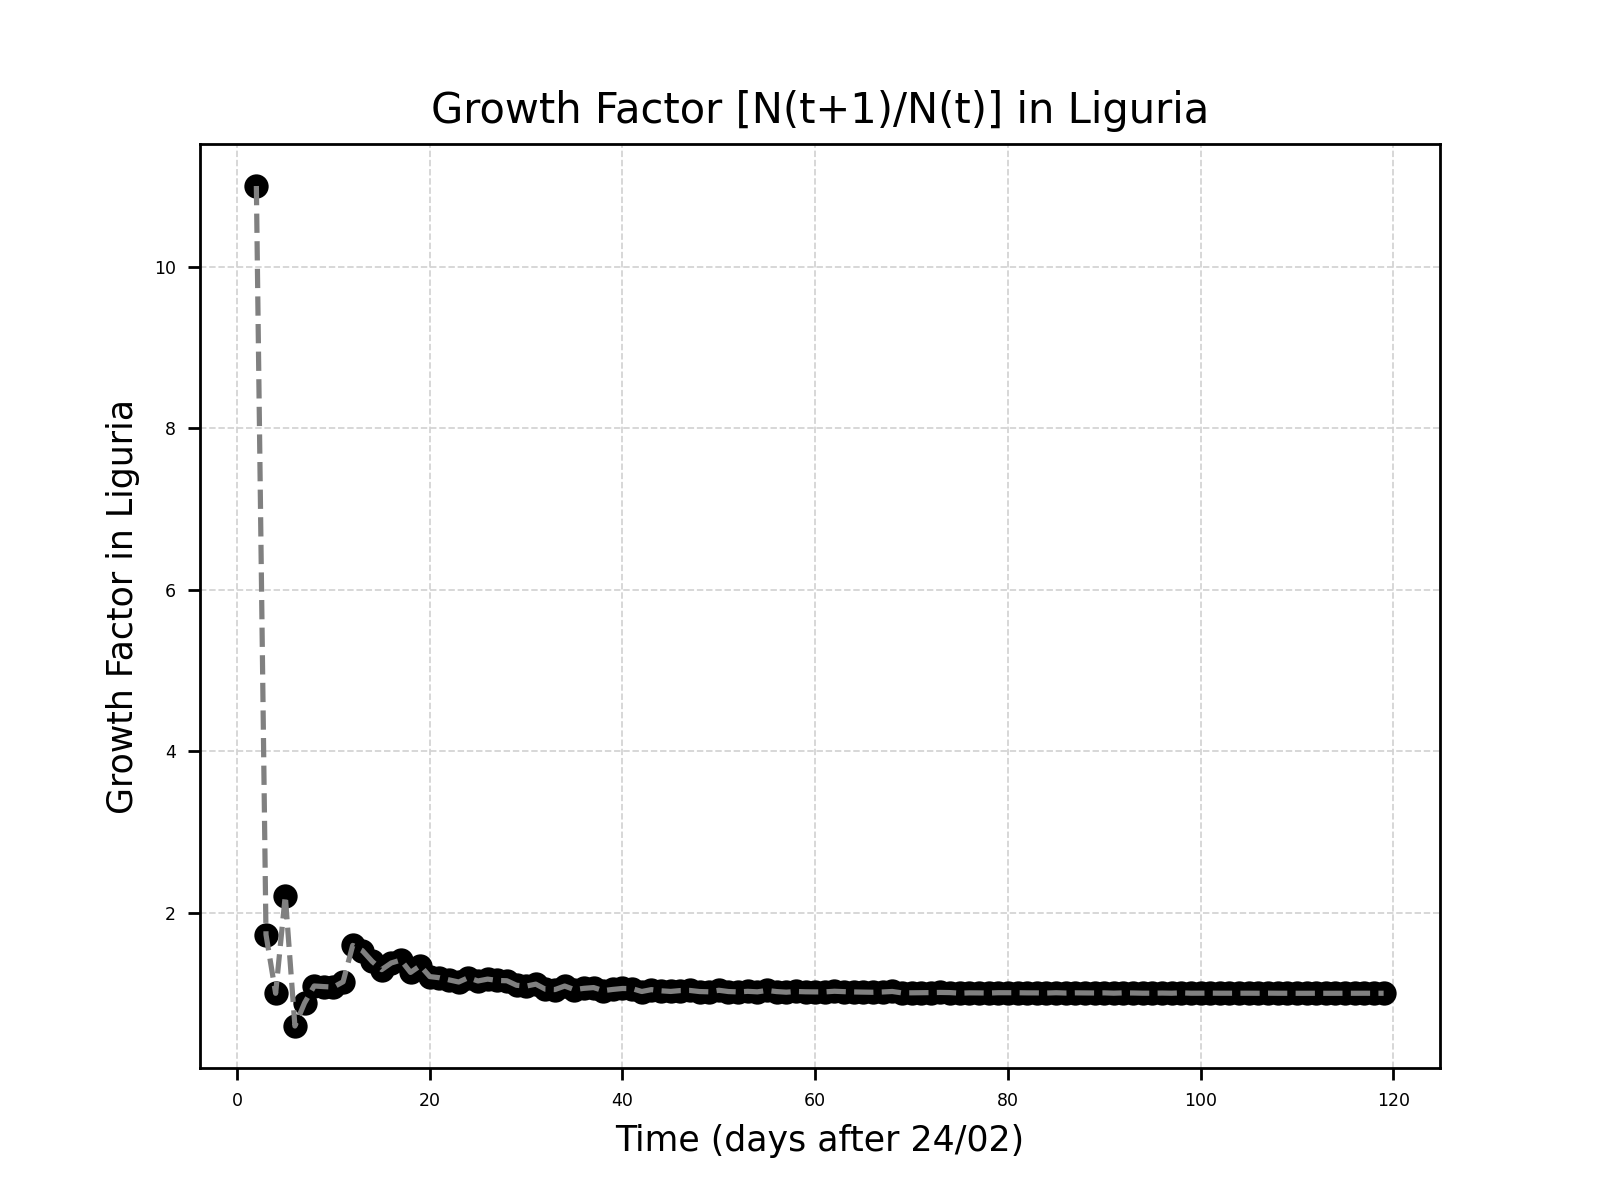 Growth Factor [N(t+1)/N(t)] in Liguria
Growth Factor in Liguria
10
8
6
4
2
0 20 40 60 80 100 120
Time (days after 24/02)